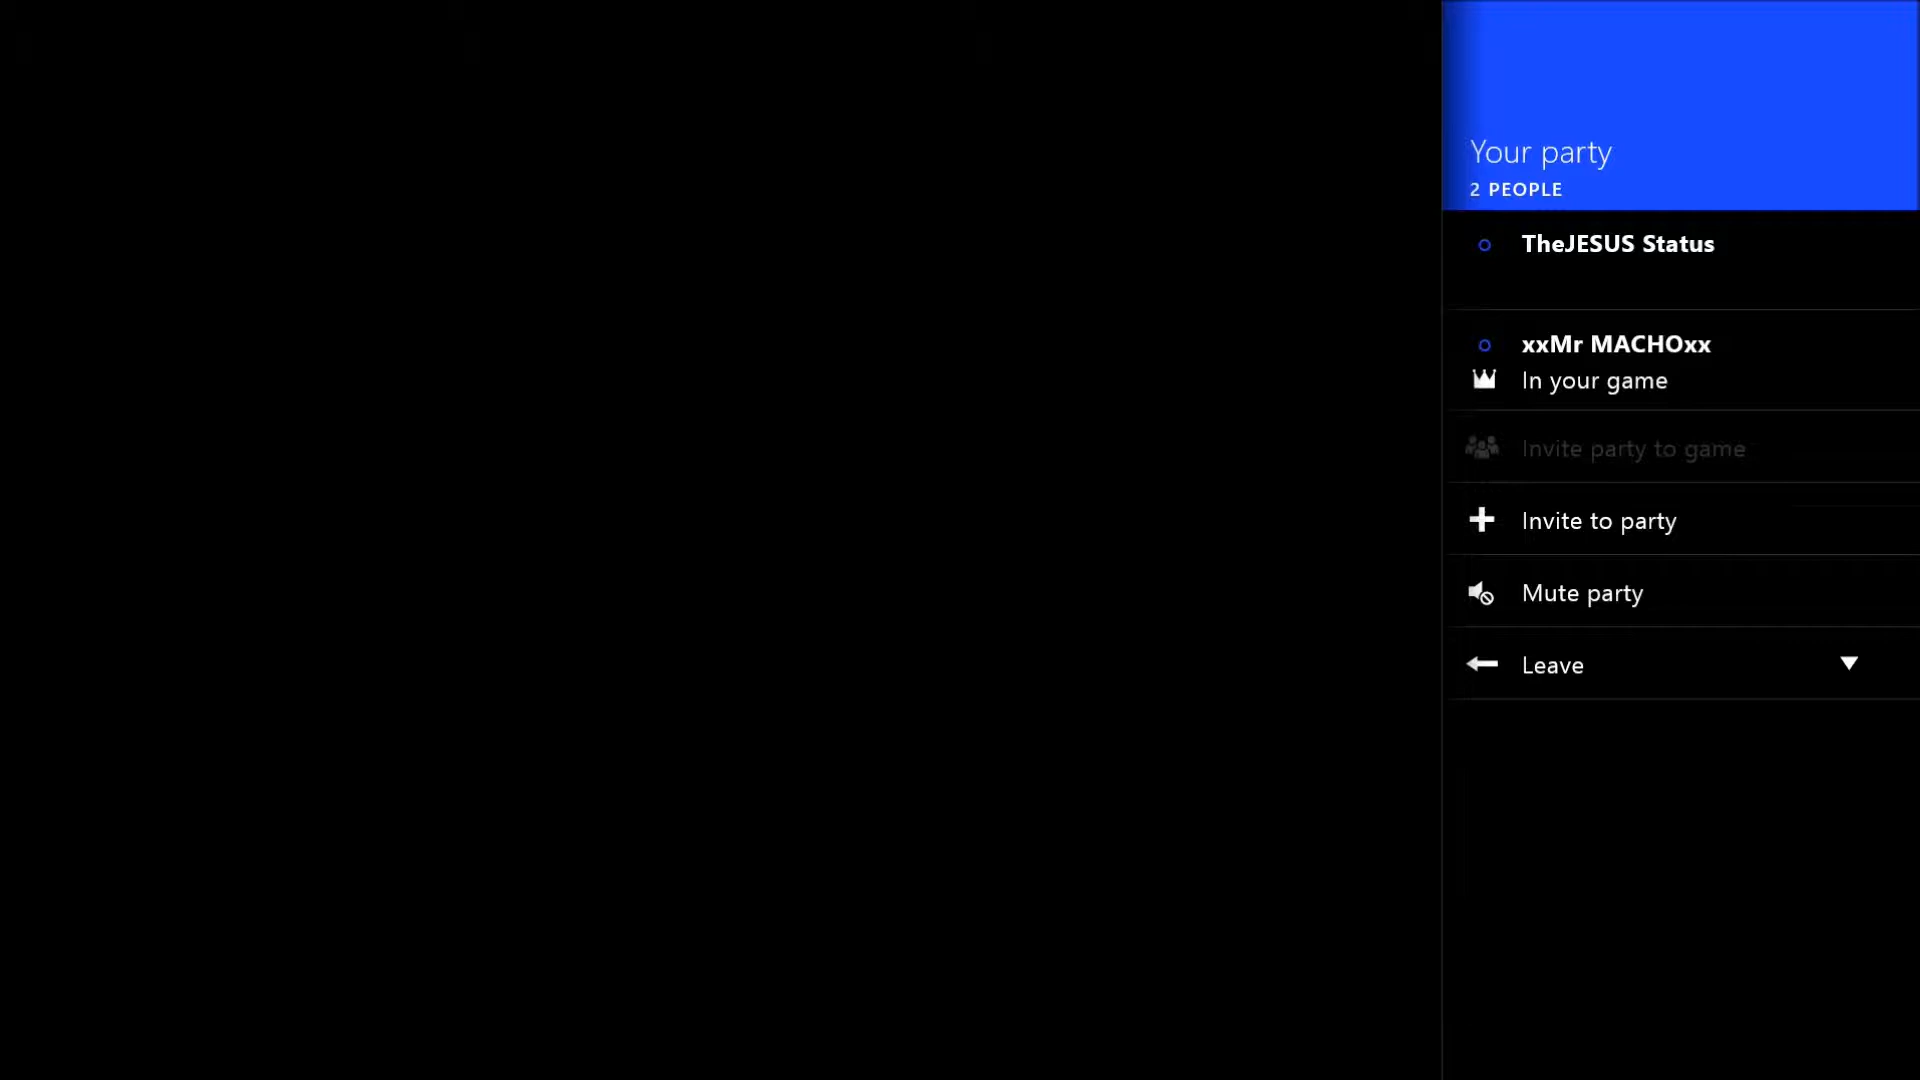 Your party
2 PEOPLE
TheJESUS Status
xxMr MACHOxx
In your game
Invite party to game
Invite to party
Mute party
Leave